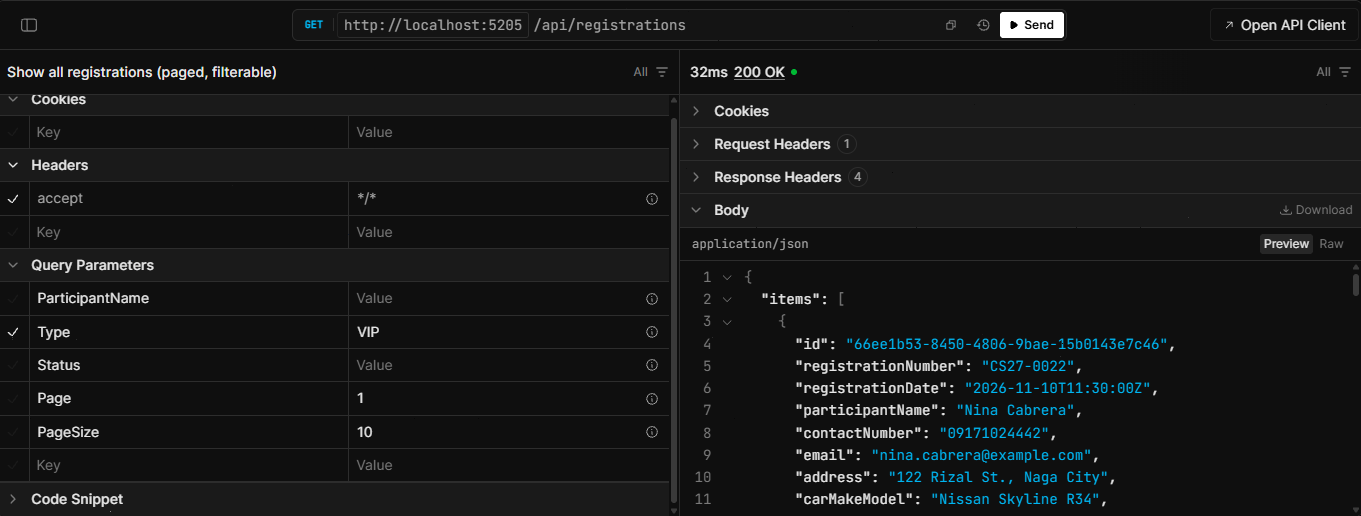 GET http://localhost:5205 /api/registrations Send Open API Client
Show all registrations (paged, filterable) All
Cookies
Key Value
Headers
accept */*
Key Value
Query Parameters
ParticipantName Value
Type VIP
Status Value
Page 1
PageSize 10
Key Value
Code Snippet
32ms 200 OK All
Cookies
Request Headers 1
Response Headers 4
Body Download
application/json Preview Raw
1 {
2 "items": [
3 {
4 "id": "66ee1b53-8450-4806-9bae-15b0143e7c46",
5 "registrationNumber": "CS27-0022",
6 "registrationDate": "2026-11-10T11:30:00Z",
7 "participantName": "Nina Cabrera",
8 "contactNumber": "09171024442",
9 "email": "nina.cabrera@example.com",
10 "address": "122 Rizal St., Naga City",
11 "carMakeModel": "Nissan Skyline R34",